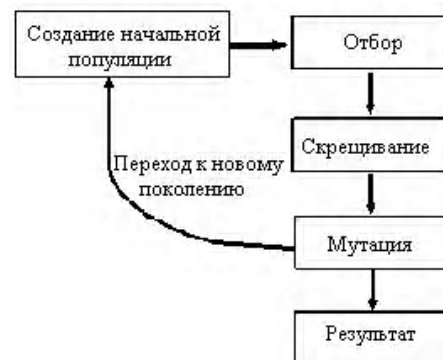 Создание начальной
популяции
Отбор
Скрещивание
Переход к новому
поколению
Мутация
Результат